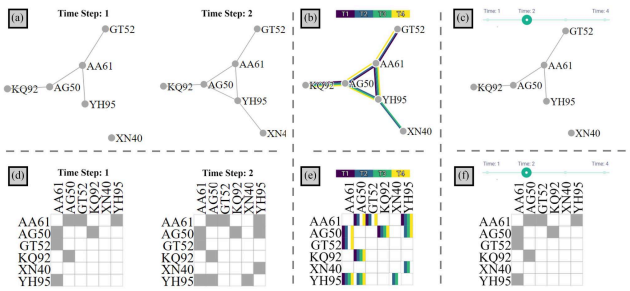 (a)
Time Step: 1
Time Step: 2
GT52
AA61
KQ92
AG50
YH95
XN40
GT52
AA61
KQ92
AG50
YH95
XN4
(b)
T1 T2 T3 T4
GT52
AA61
KQ92
AG50
YH95
XN40
(c)
Time: 1
Time: 2
Time: 4
GT52
AA61
KQ92
AG50
YH95
XN40
(d)
Time Step: 1
Time Step: 2
AA61
AG50
GT52
KQ92
XN40
YH95
AA61
AG50
GT52
KQ92
XN40
YH95
AA61
AG50
GT52
KQ92
XN40
YH95
AA61
AG50
GT52
KQ92
XN40
YH95
(e)
T1 T2 T3 T4
AA61
AG50
GT52
KQ92
XN40
YH95
AA61
AG50
GT52
KQ92
XN40
YH95
(f)
Time: 1
Time: 2
Time: 4
AA61
AG50
GT52
KQ92
XN40
YH95
AA61
AG50
GT52
KQ92
XN40
YH95